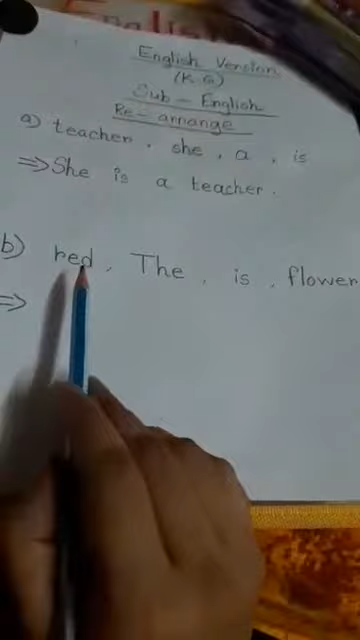 English Version
(K.G)
Sub - English
Re - arrange
a) teacher , she , a , is
⇒ She is a teacher .
b) red , The , is , flower
⇒